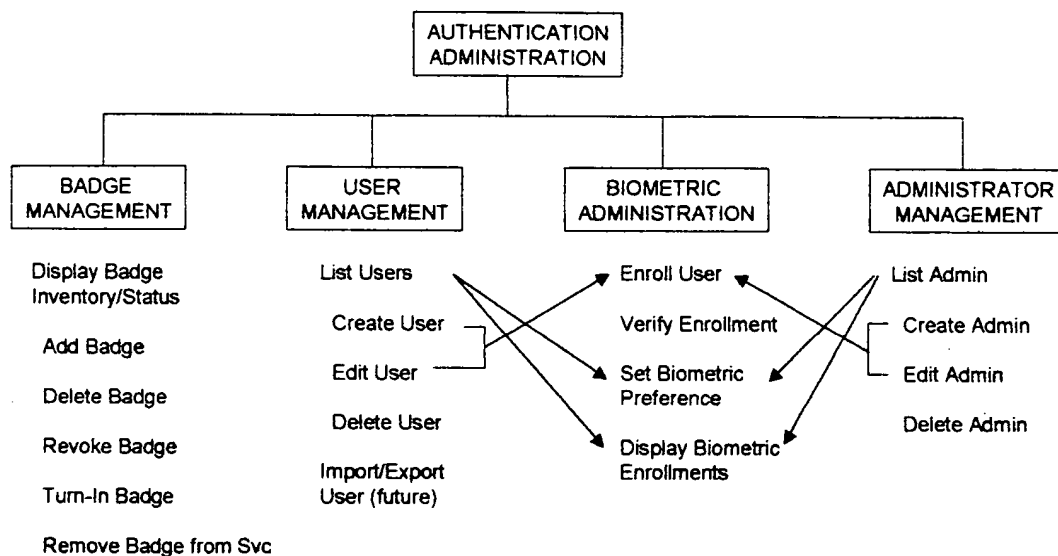 AUTHENTICATION
ADMINISTRATION
BADGE
MANAGEMENT
USER
MANAGEMENT
BIOMETRIC
ADMINISTRATION
ADMINISTRATOR
MANAGEMENT
Display Badge
Inventory/Status
Add Badge
Delete Badge
Revoke Badge
Turn-In Badge
Remove Badge from Svc
List Users
Create User
Edit User
Delete User
Import/Export
User (future)
Enroll User
Verify Enrollment
Set Biometric
Preference
Display Biometric
Enrollments
List Admin
Create Admin
Edit Admin
Delete Admin